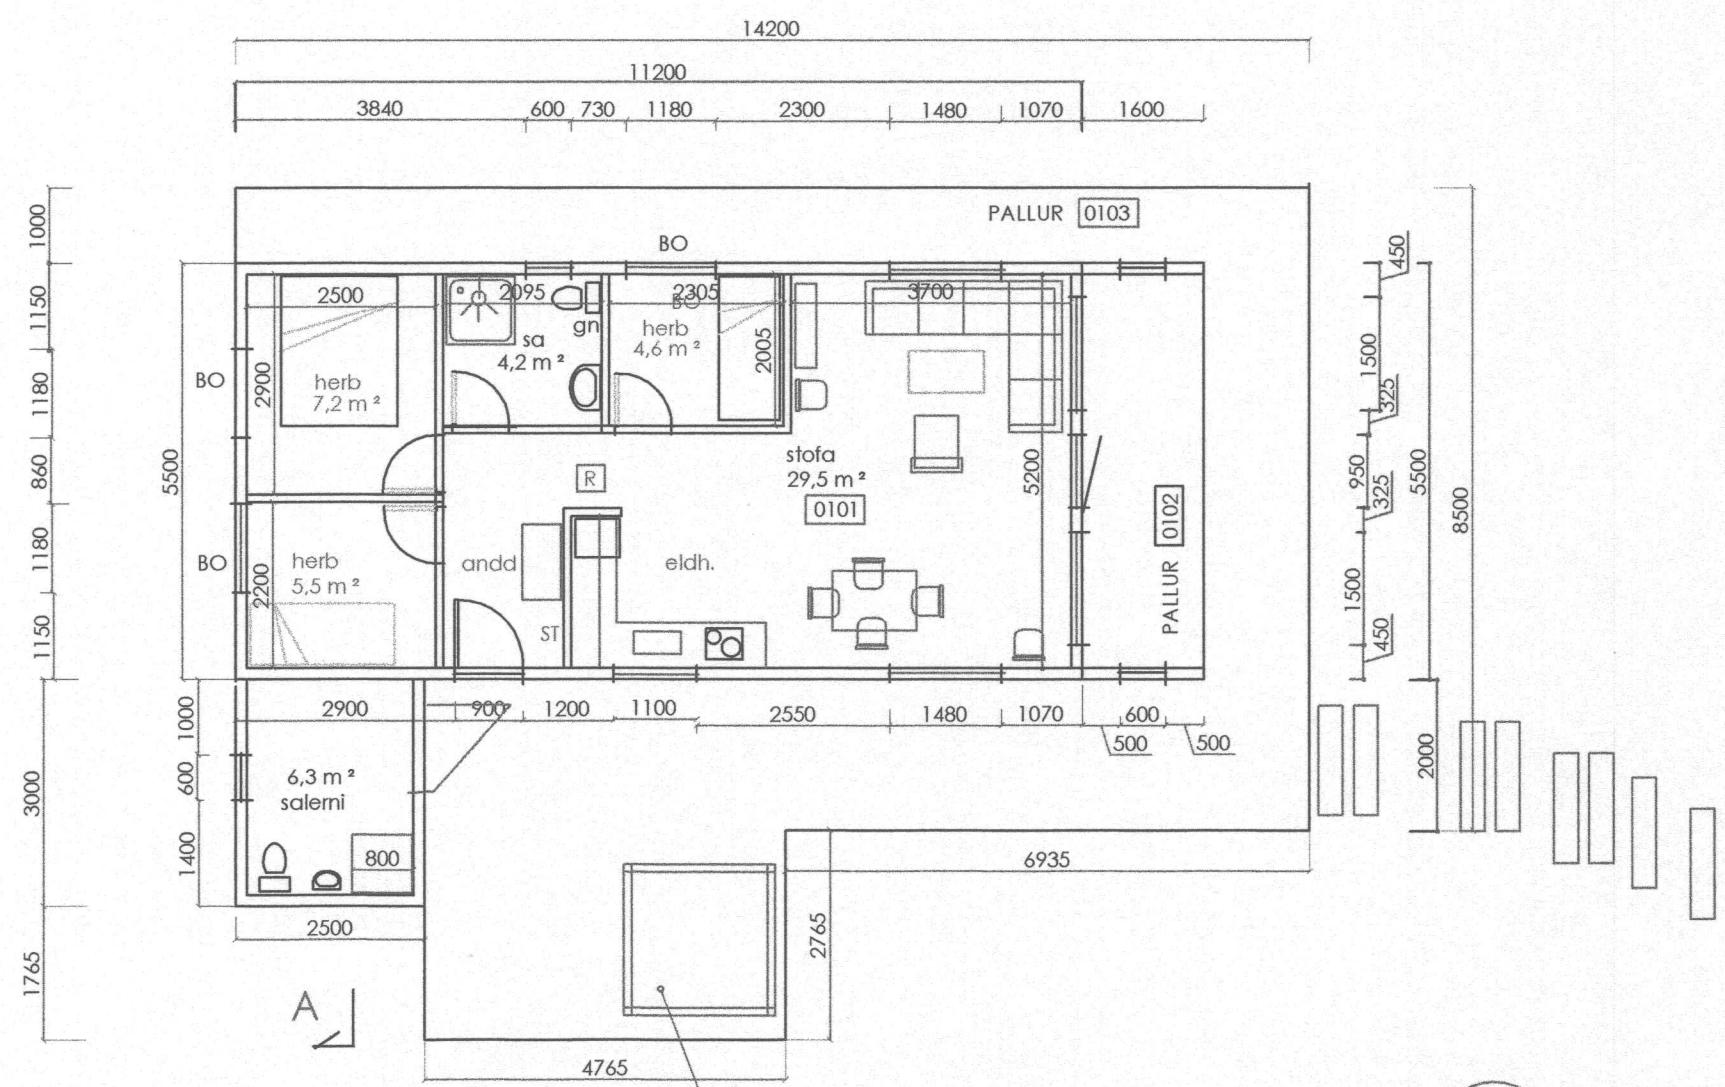 14200
11200
3840 600 730 1180 2300 1480 1070 1600
PALLUR 0103
BO
1000
1150
1180
860
1180
1150
3000
1765
5500
BO
BO
2500 2095 2305 3700
BO
gn
sa
4,2 m²
herb
4,6 m²
2005
2900
herb
7,2 m²
stofa
29,5 m²
0101
5200
R
herb
5,5 m²
2200
andd
eldh.
ST
PALLUR 0102
450
1500
325
950
325
1500
450
5500
8500
2000
2900 900 1200 1100 2550 1480 1070 600
500 500
1000
600
1400
6,3 m²
salerni
800
2500
6935
2765
4765
A